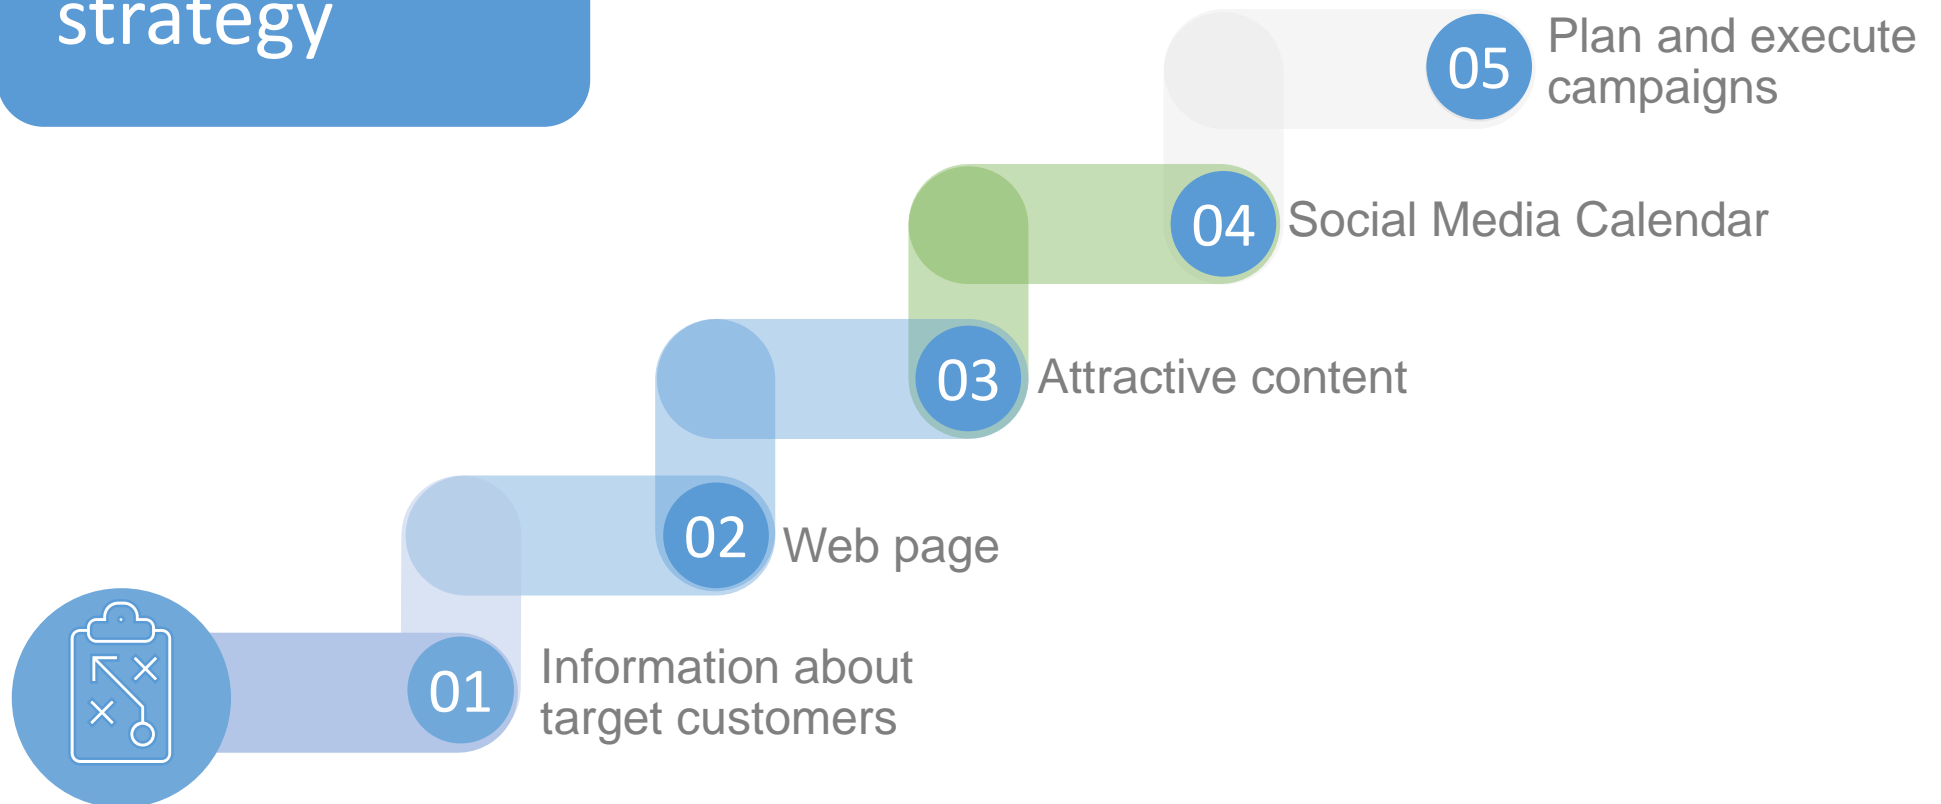 strategy
05
Plan and execute
campaigns
04
Social Media Calendar
03
Attractive content
02
Web page
01
Information about
target customers